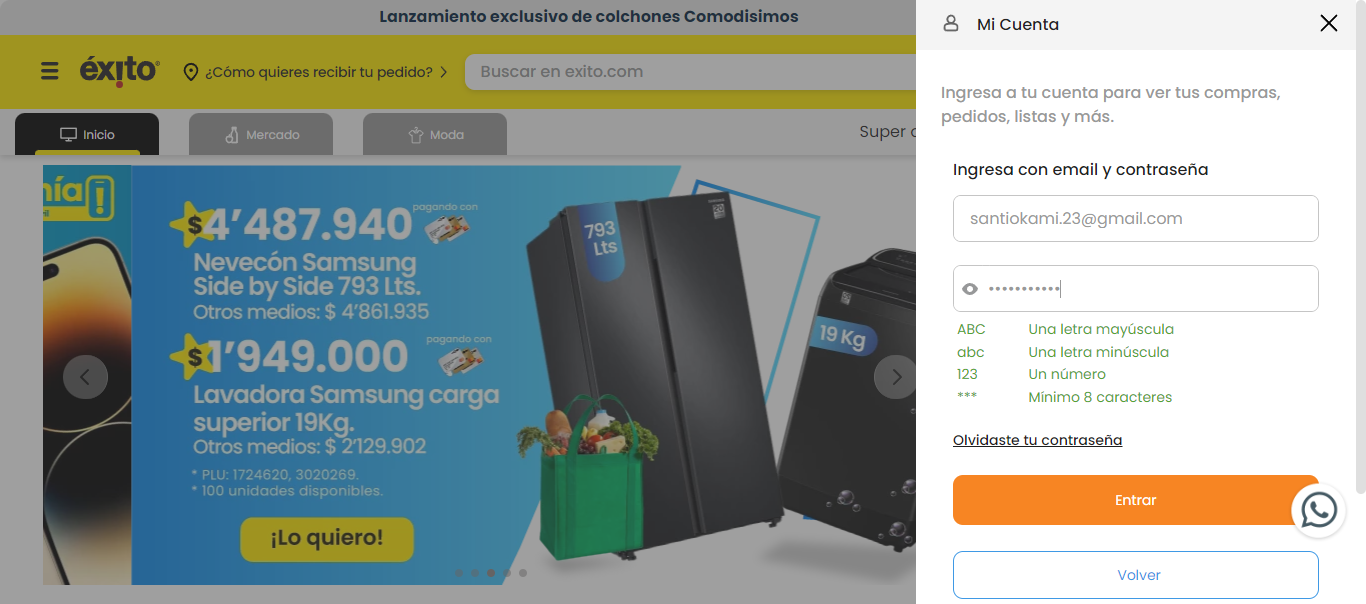 Lanzamiento exclusivo de colchones Comodisimos
éxito
¿Cómo quieres recibir tu pedido?
Buscar en exito.com
Inicio
Mercado
Moda
Super
$4'487.940
pagando con
Nevecón Samsung
Side by Side 793 Lts.
Otros medios: $ 4'861.935
$1'949.000
pagando con
Lavadora Samsung carga
superior 19Kg.
Otros medios: $ 2'129.902
* PLU: 1724620, 3020269.
* 100 unidades disponibles.
¡Lo quiero!
793
Lts
19 Kg
Mi Cuenta
Ingresa a tu cuenta para ver tus compras,
pedidos, listas y más.
Ingresa con email y contraseña
santiokami.23@gmail.com
•••••••••••
ABC Una letra mayúscula
abc Una letra minúscula
123 Un número
*** Mínimo 8 caracteres
Olvidaste tu contraseña
Entrar
Volver